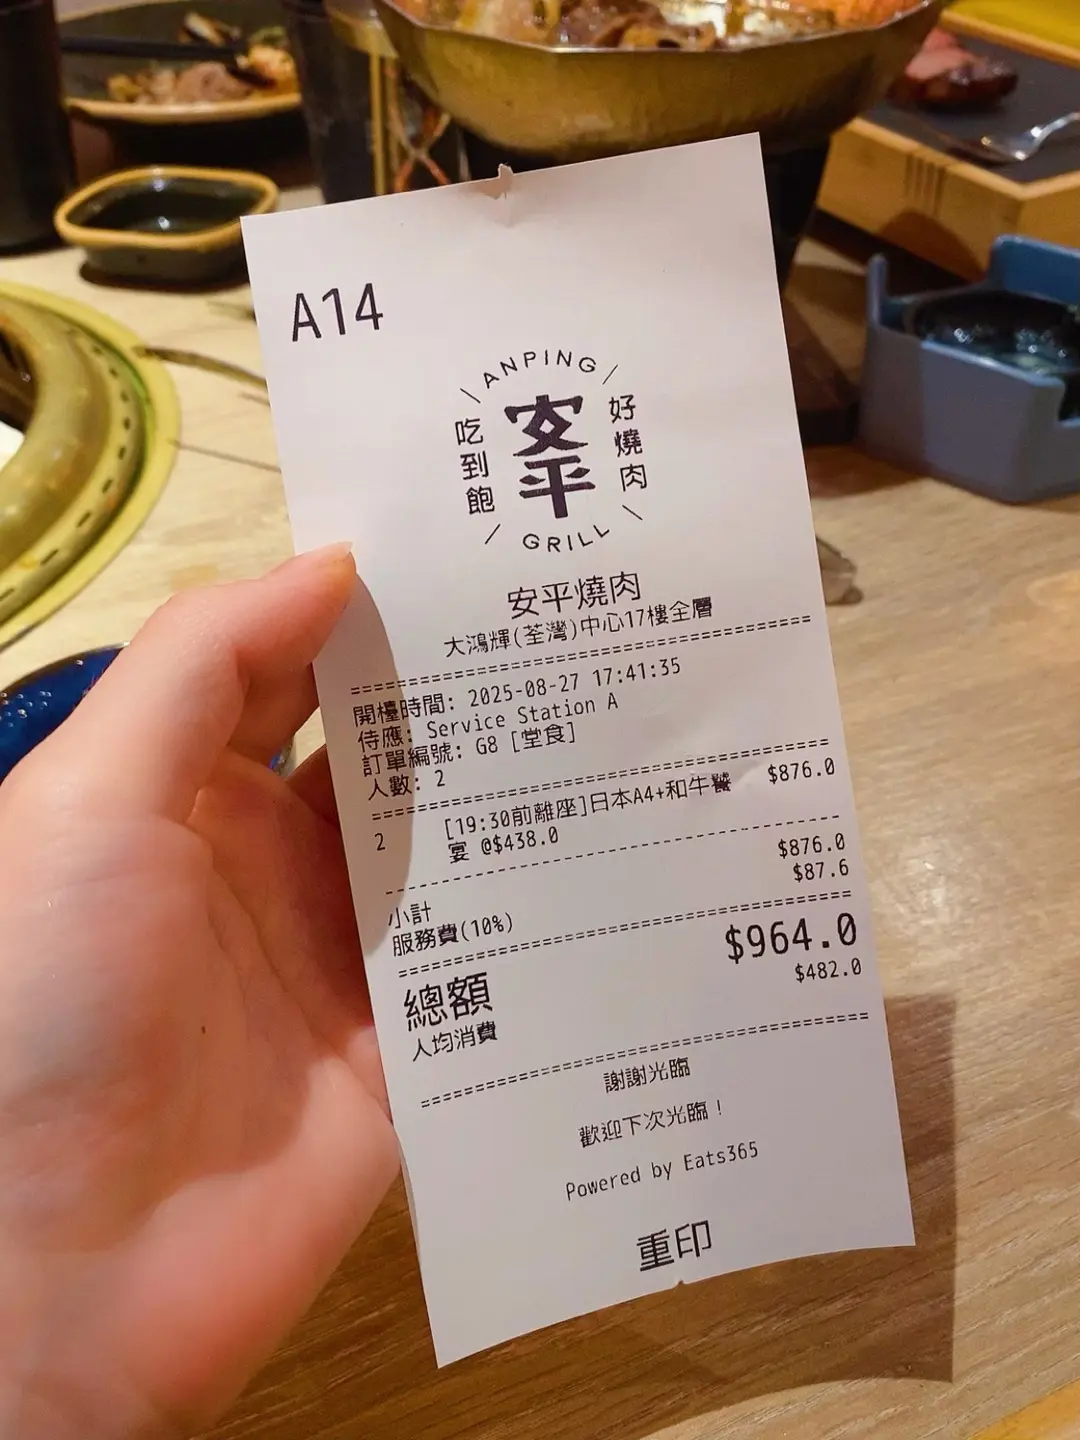 A14
ANPING
吃到飽
安平
好燒肉
GRILL
安平燒肉
大鴻輝(荃灣)中心17樓全層
開檯時間: 2025-08-27 17:41:35
侍應: Service Station A
訂單編號: G8 [堂食]
人數: 2
2 [19:30前離座]日本A4+和牛饗 $876.0
宴 @$438.0
小計 $876.0
服務費(10%) $87.6
總額 $964.0
人均消費 $482.0
謝謝光臨
歡迎下次光臨！
Powered by Eats365
重印